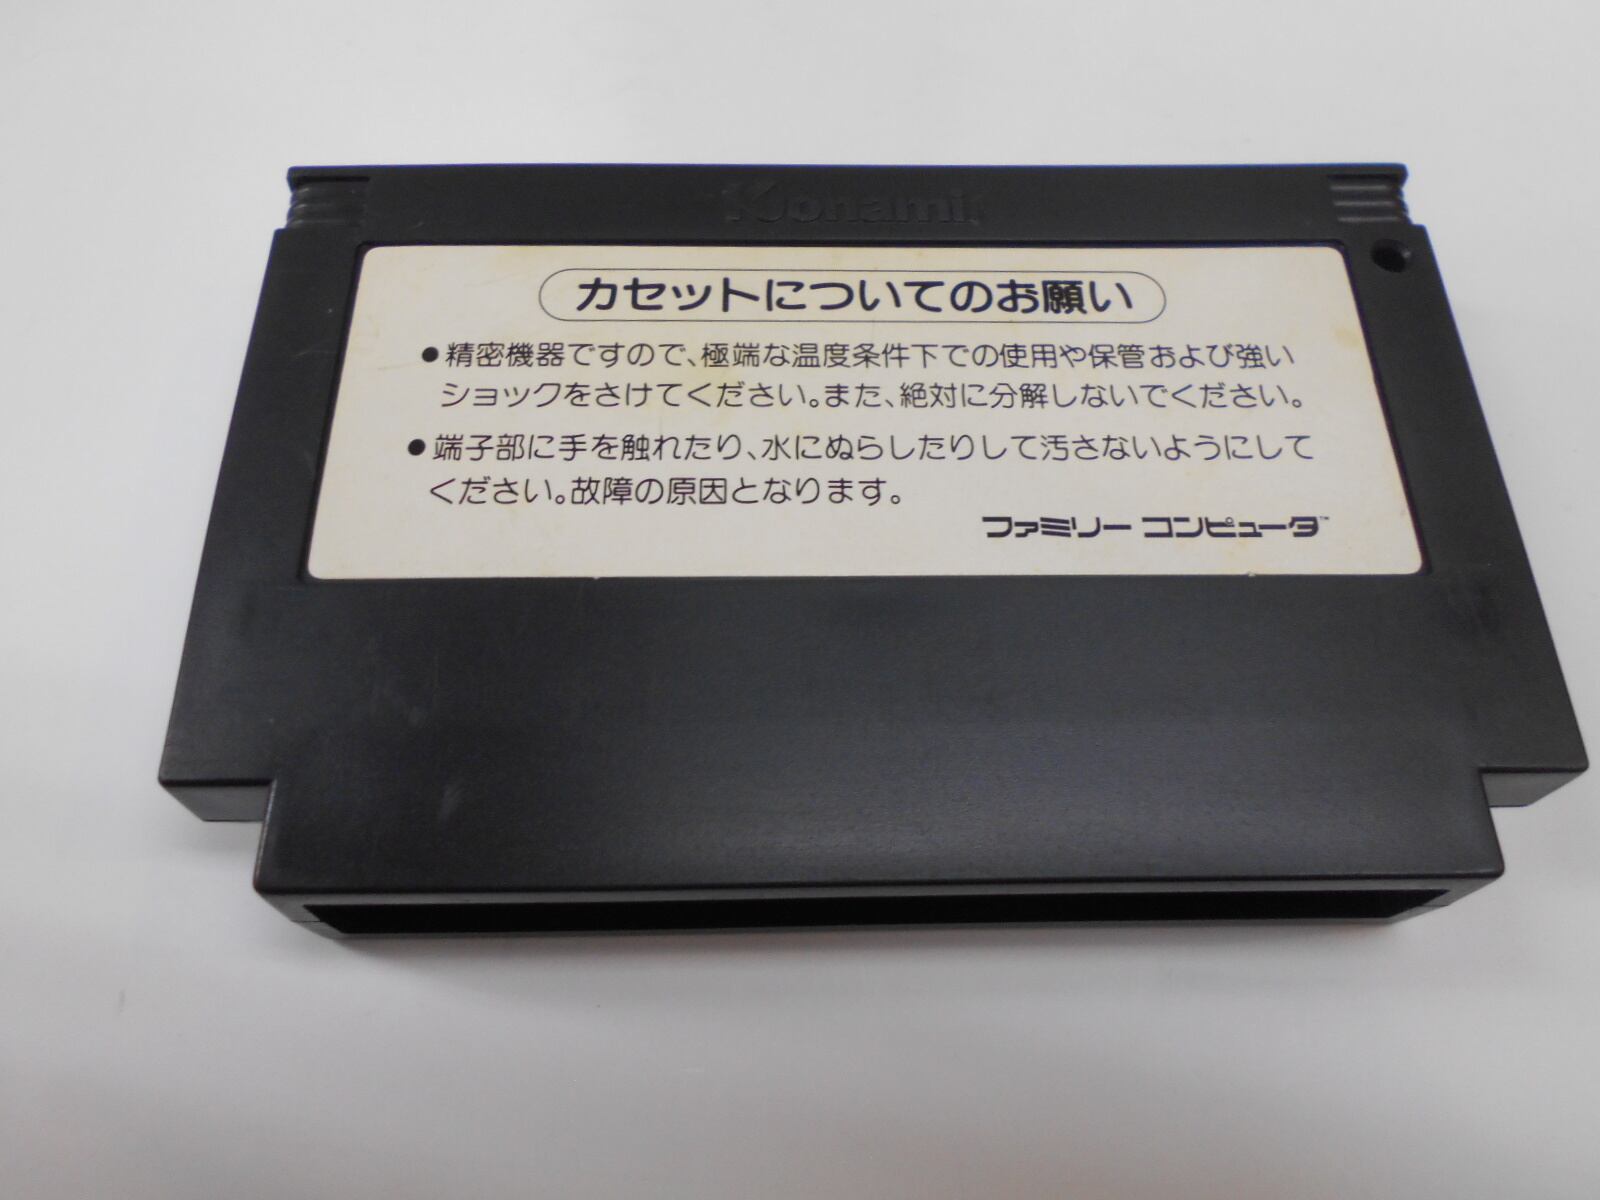 Konami
カセットについてのお願い
●精密機器ですので、極端な温度条件下での使用や保管および強い
ショックをさけてください。また、絶対に分解しないでください。
●端子部に手を触れたり、水にぬらしたりして汚さないようにして
ください。故障の原因となります。
ファミリー コンピュータ™